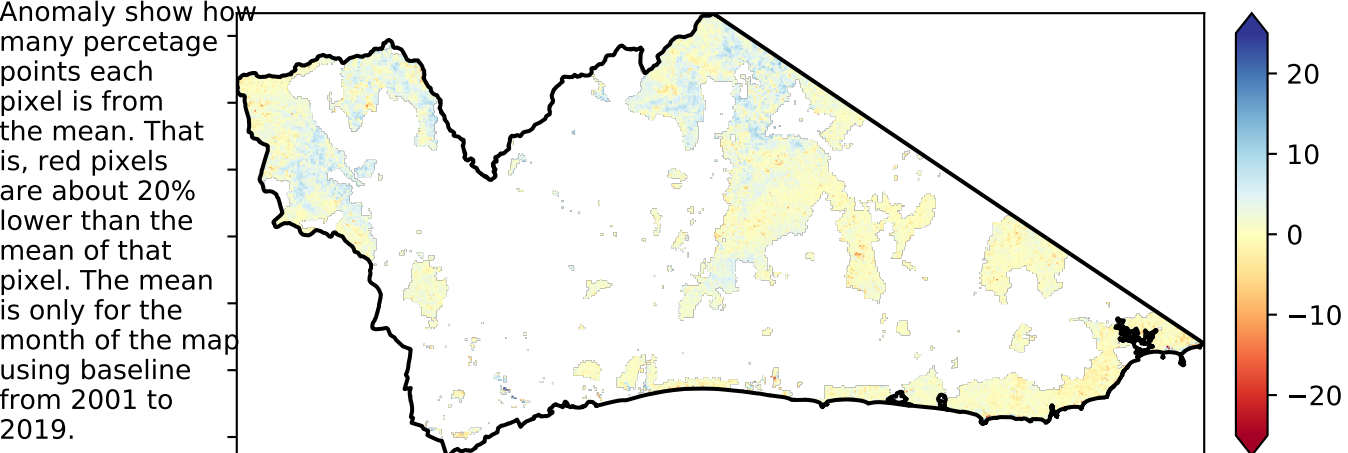 Anomaly show how
many percetage
points each
pixel is from
the mean. That
is, red pixels
are about 20%
lower than the
mean of that
pixel. The mean
is only for the
month of the map
using baseline
from 2001 to
2019.
20
10
0
−10
−20